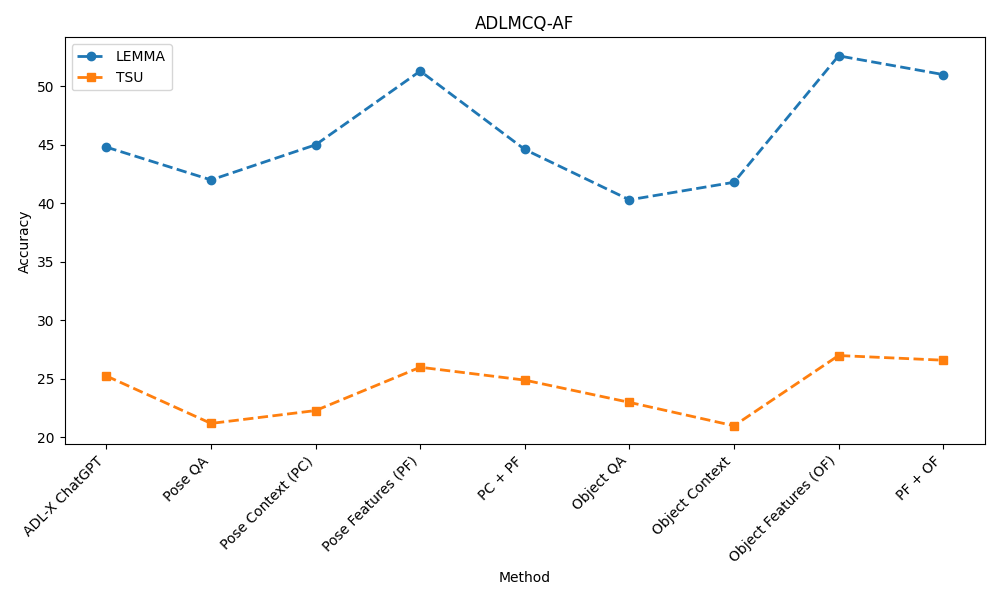 ADLMCQ-AF
LEMMA
TSU
Accuracy
50
45
40
35
30
25
20
ADL-X ChatGPT
Pose QA
Pose Context (PC)
Pose Features (PF)
PC + PF
Object QA
Object Context
Object Features (OF)
PF + OF
Method